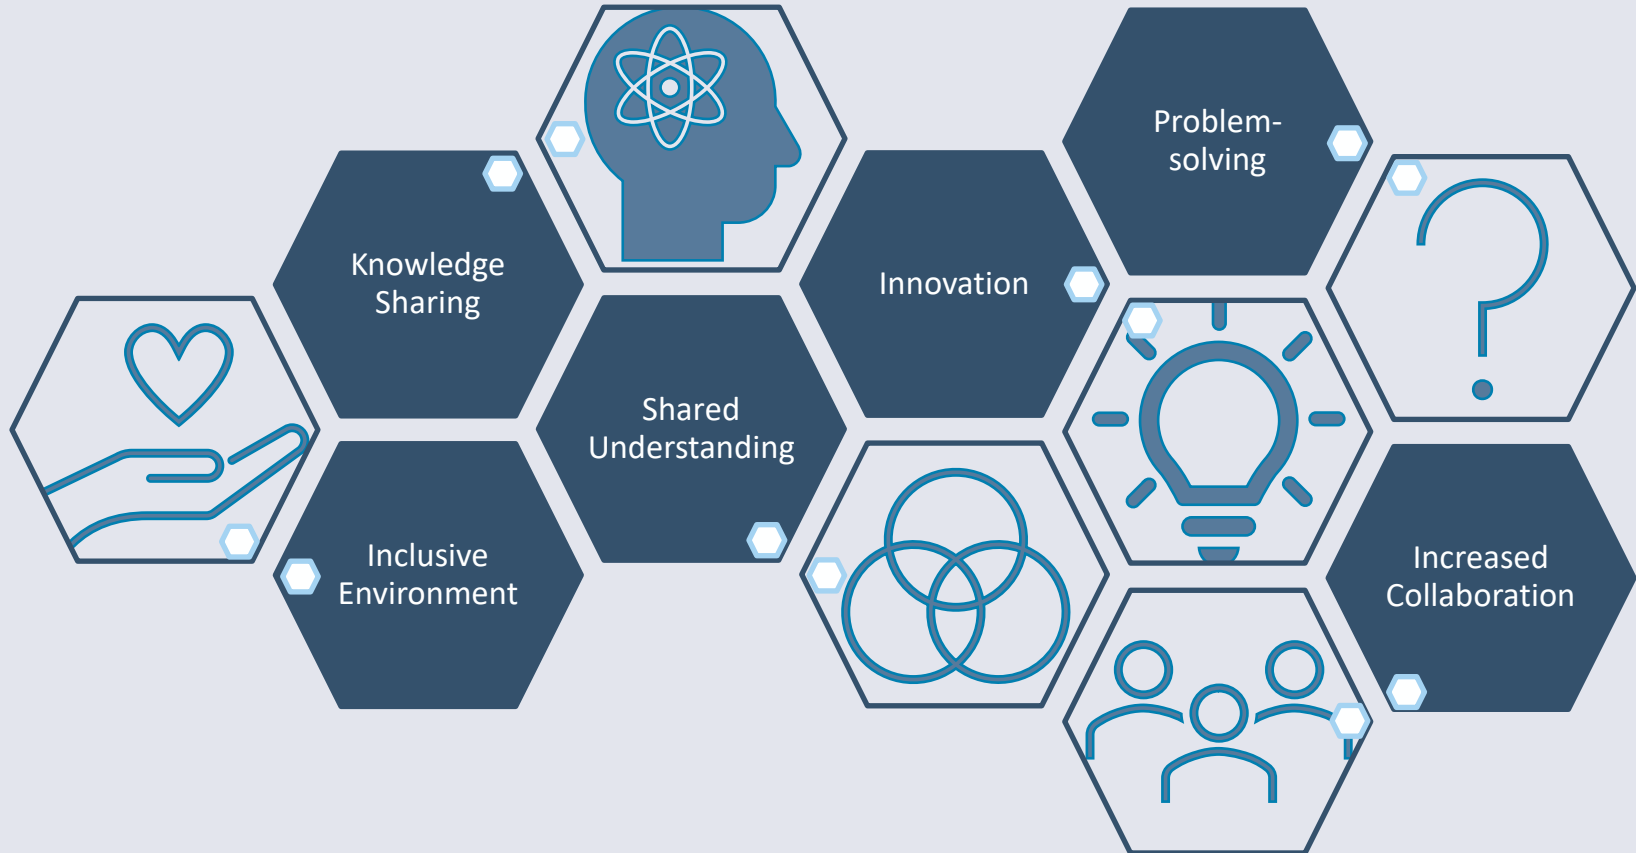 Problem-
solving
Knowledge
Sharing
Innovation
Shared
Understanding
Inclusive
Environment
Increased
Collaboration